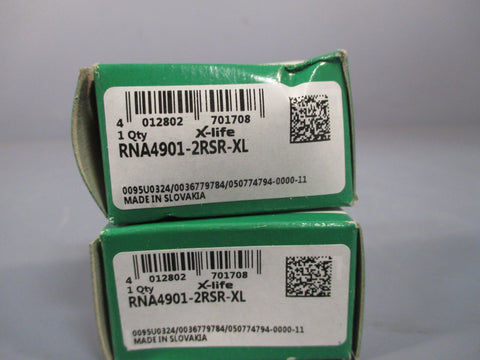 4 012802 701708
1 Qty X-life
RNA4901-2RSR-XL
0095U0324/0036779784/050774794-0000-11
MADE IN SLOVAKIA
4 012802 701708
1 Qty X-life
RNA4901-2RSR-XL
0095U0324/0036779784/050774794-0000-11
MADE IN SLOVAKIA